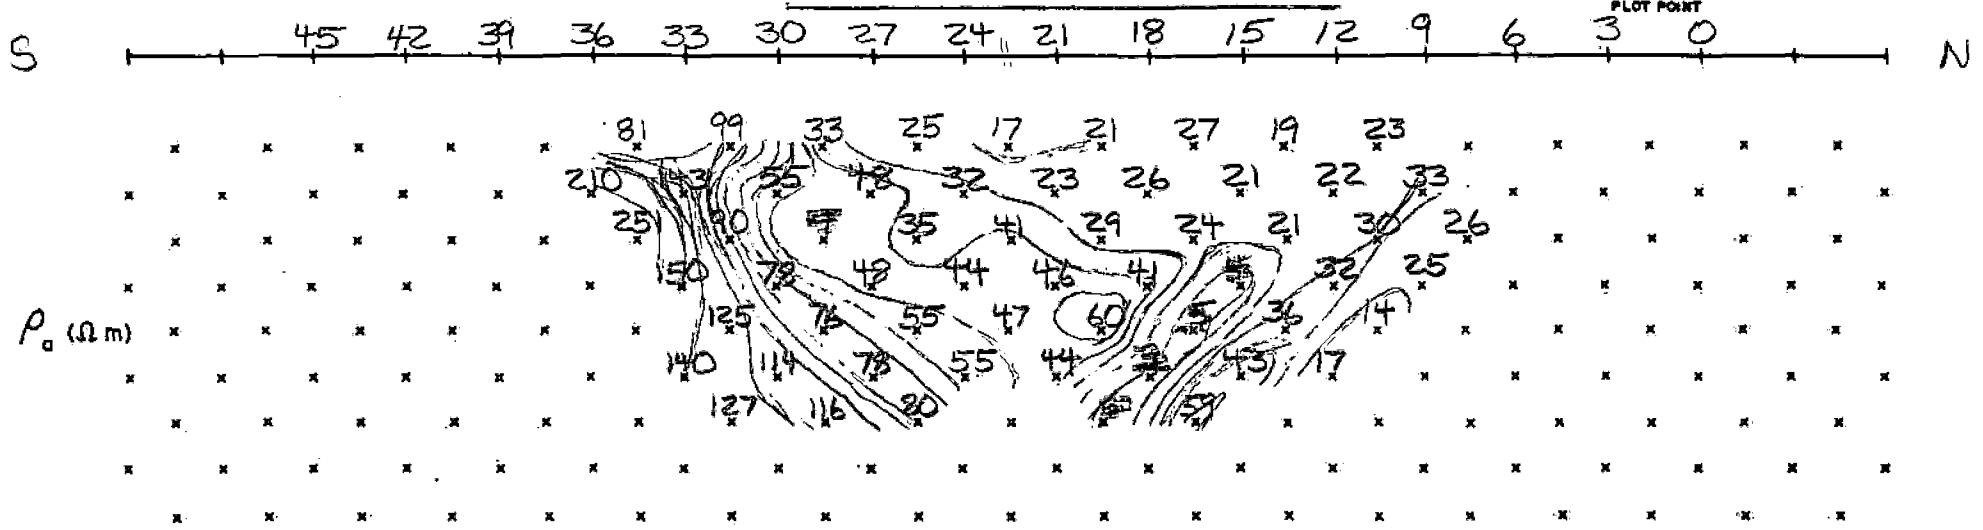 PLOT POINT
45 42 39 36 33 30 27 24 21 18 15 12 9 6 3 0
S N
81 99 33 25 17 21 27 19 23
210 143 55 48 32 23 26 21 22 33
251 90 35 41 29 24 21 30 26
150 78 48 44 46 41 32 25
ρa (Ωm) 125 76 55 47 60 36 14
140 114 78 55 44 43 17
127 116 80 59